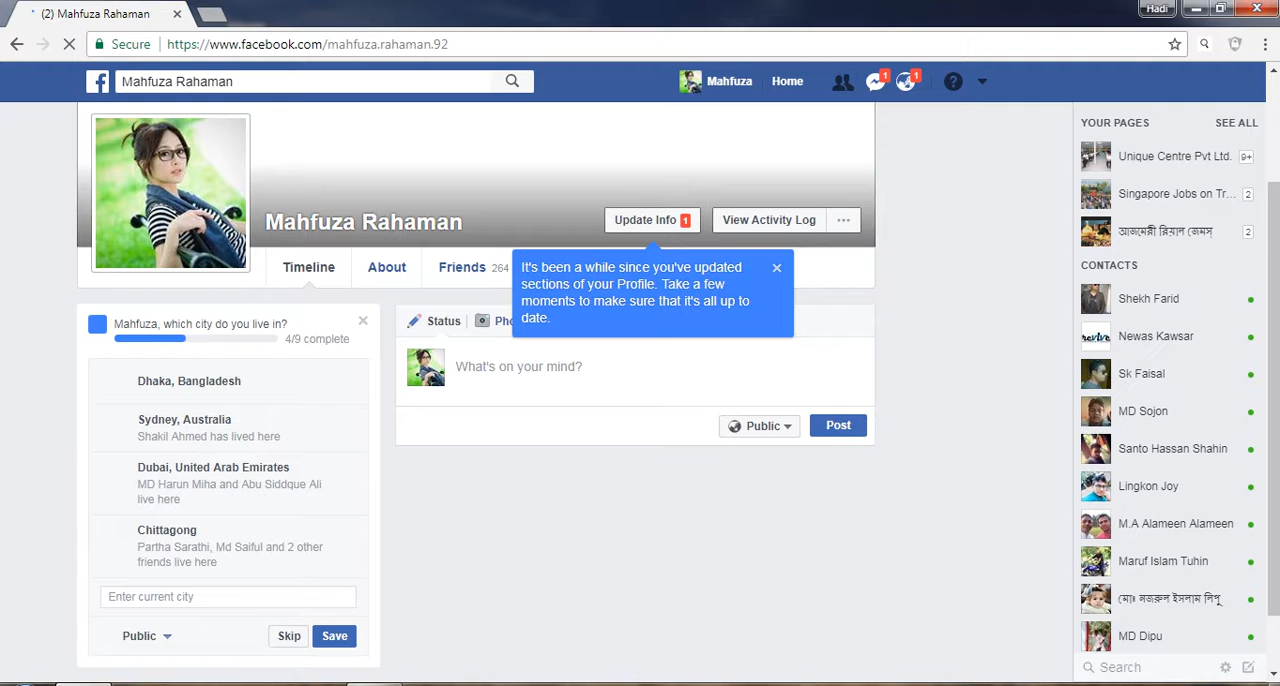 (2) Mahfuza Rahaman
Hadi
Secure
https://www.facebook.com/mahfuza.rahaman.92
Mahfuza Rahaman
Mahfuza
Home
1
1
?
Mahfuza Rahaman
Update Info 1
View Activity Log
Timeline
About
Friends 264
It's been a while since you've updated
sections of your Profile. Take a few
moments to make sure that it's all up to
date.
Mahfuza, which city do you live in?
4/9 complete
Dhaka, Bangladesh
Sydney, Australia
Shakil Ahmed has lived here
Dubai, United Arab Emirates
MD Harun Miha and Abu Siddque Ali
live here
Chittagong
Partha Sarathi, Md Saiful and 2 other
friends live here
Enter current city
Public
Skip
Save
Status
Pho
What's on your mind?
Public
Post
YOUR PAGES
SEE ALL
Unique Centre Pvt Ltd.
9+
Singapore Jobs on Tr...
2
আজমেরী রিয়াল জেমস্
2
CONTACTS
Shekh Farid
Newas Kawsar
Sk Faisal
MD Sojon
Santo Hassan Shahin
Lingkon Joy
M.A Alameen Alameen
Maruf Islam Tuhin
মোঃ নজরুল ইসলাম লিপু
MD Dipu
Search